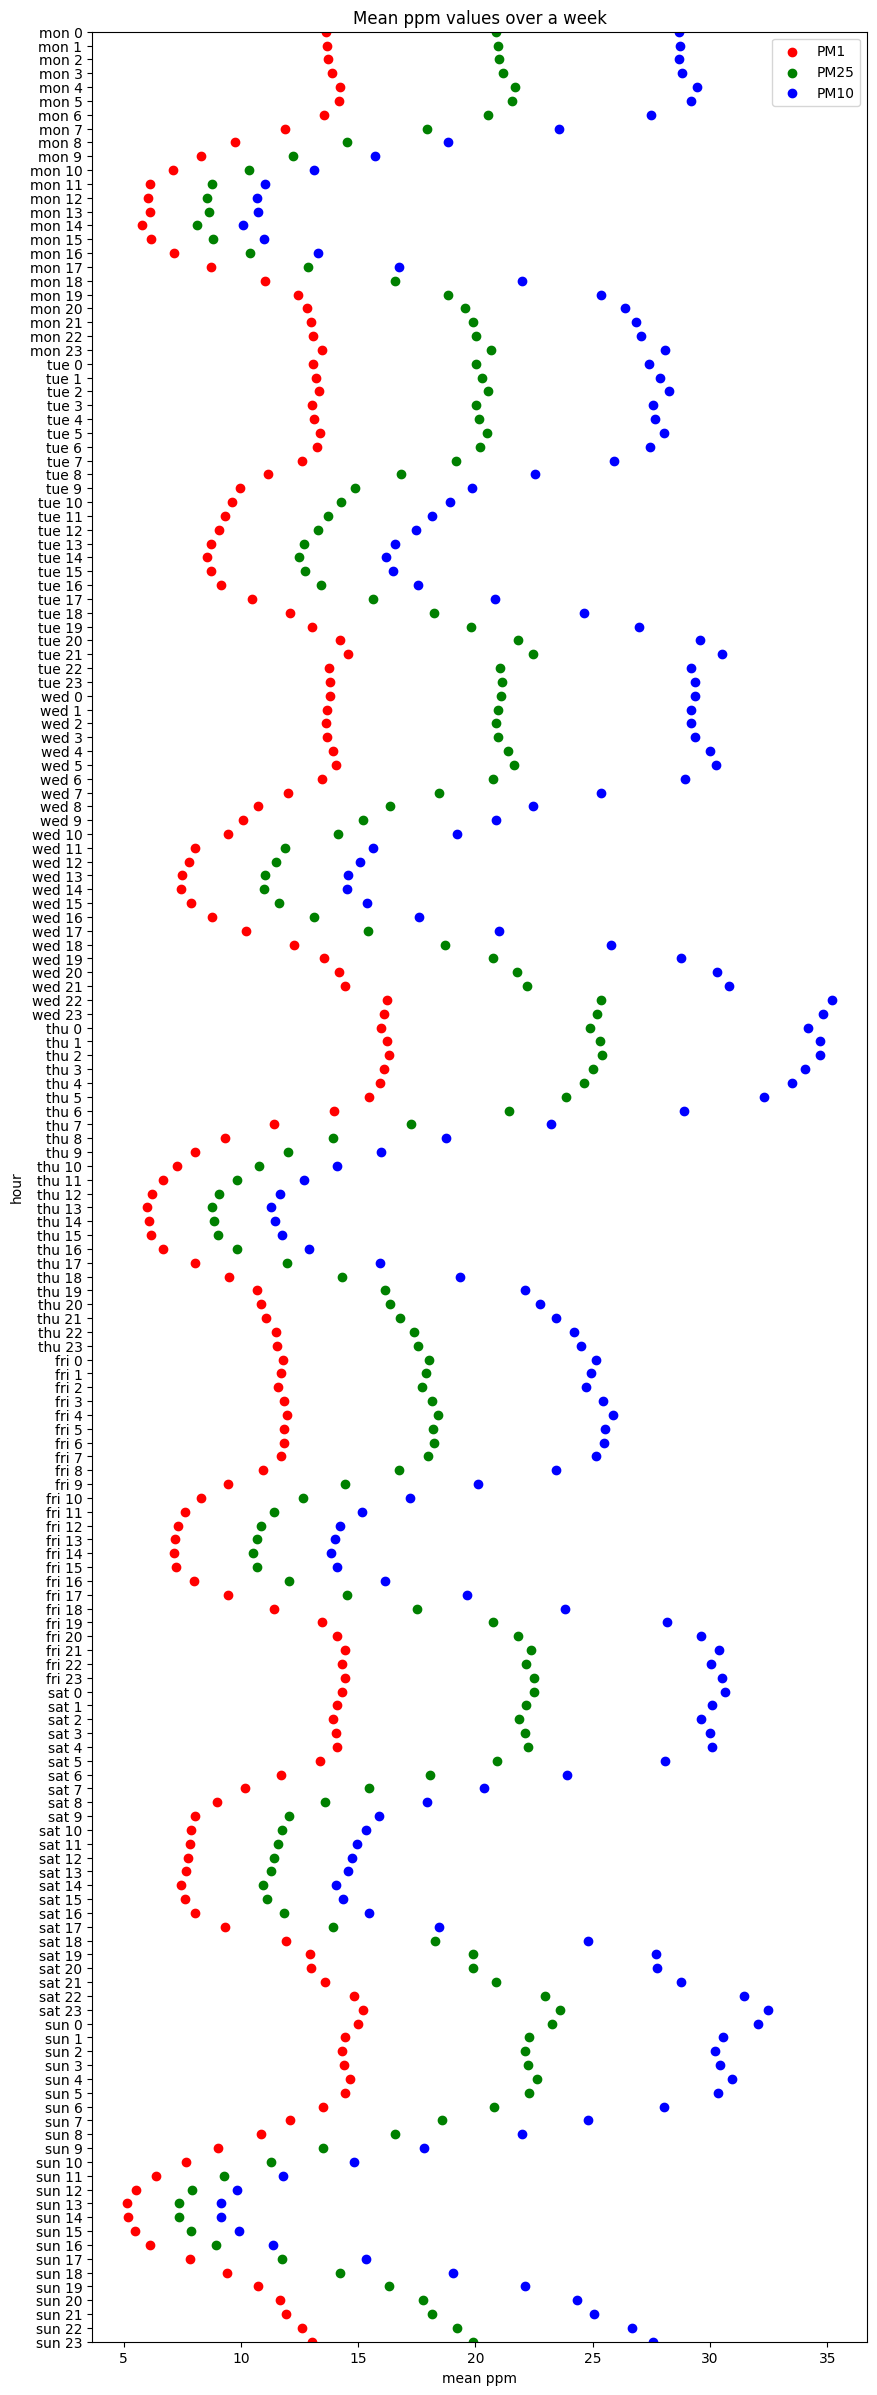 Mean ppm values over a week
PM1
PM25
PM10
mon 0
mon 1
mon 2
mon 3
mon 4
mon 5
mon 6
mon 7
mon 8
mon 9
mon 10
mon 11
mon 12
mon 13
mon 14
mon 15
mon 16
mon 17
mon 18
mon 19
mon 20
mon 21
mon 22
mon 23
tue 0
tue 1
tue 2
tue 3
tue 4
tue 5
tue 6
tue 7
tue 8
tue 9
tue 10
tue 11
tue 12
tue 13
tue 14
tue 15
tue 16
tue 17
tue 18
tue 19
tue 20
tue 21
tue 22
tue 23
wed 0
wed 1
wed 2
wed 3
wed 4
wed 5
wed 6
wed 7
wed 8
wed 9
wed 10
wed 11
wed 12
wed 13
wed 14
wed 15
wed 16
wed 17
wed 18
wed 19
wed 20
wed 21
wed 22
wed 23
thu 0
thu 1
thu 2
thu 3
thu 4
thu 5
thu 6
thu 7
thu 8
thu 9
thu 10
thu 11
thu 12
thu 13
thu 14
thu 15
thu 16
thu 17
thu 18
thu 19
thu 20
thu 21
thu 22
thu 23
fri 0
fri 1
fri 2
fri 3
fri 4
fri 5
fri 6
fri 7
fri 8
fri 9
fri 10
fri 11
fri 12
fri 13
fri 14
fri 15
fri 16
fri 17
fri 18
fri 19
fri 20
fri 21
fri 22
fri 23
sat 0
sat 1
sat 2
sat 3
sat 4
sat 5
sat 6
sat 7
sat 8
sat 9
sat 10
sat 11
sat 12
sat 13
sat 14
sat 15
sat 16
sat 17
sat 18
sat 19
sat 20
sat 21
sat 22
sat 23
sun 0
sun 1
sun 2
sun 3
sun 4
sun 5
sun 6
sun 7
sun 8
sun 9
sun 10
sun 11
sun 12
sun 13
sun 14
sun 15
sun 16
sun 17
sun 18
sun 19
sun 20
sun 21
sun 22
sun 23
hour
5 10 15 20 25 30 35
mean ppm